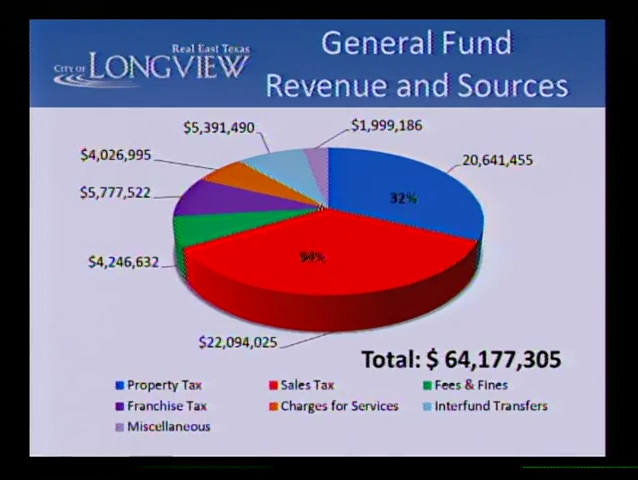 Real East Texas
CITY OF LONGVIEW
General Fund
Revenue and Sources
$5,391,490
$1,999,186
$4,026,995
20,641,455
$5,777,522
32%
$4,246,632
$22,094,025
Total: $ 64,177,305
Property Tax
Sales Tax
Fees & Fines
Franchise Tax
Charges for Services
Interfund Transfers
Miscellaneous